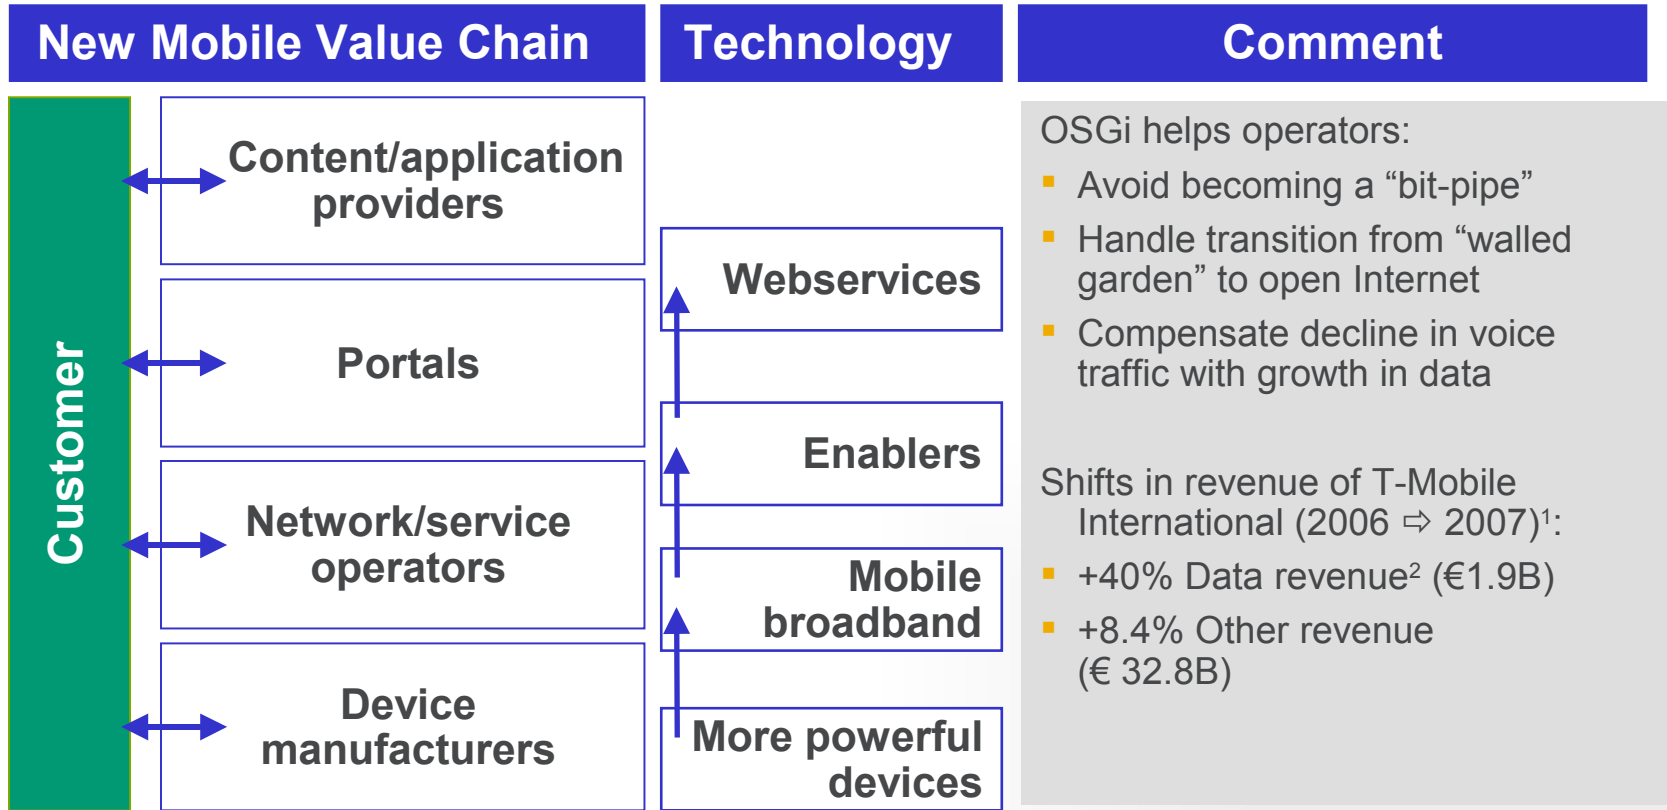 New Mobile Value Chain
Technology
Comment
Customer
Content/application
providers
Portals
Network/service
operators
Device
manufacturers
Webservices
Enablers
Mobile
broadband
More powerful
devices
OSGi helps operators:
▪ Avoid becoming a “bit-pipe”
▪ Handle transition from “walled
garden” to open Internet
▪ Compensate decline in voice
traffic with growth in data
Shifts in revenue of T-Mobile
International (2006 ⇨ 2007)¹:
▪ +40% Data revenue² (€1.9B)
▪ +8.4% Other revenue
(€ 32.8B)